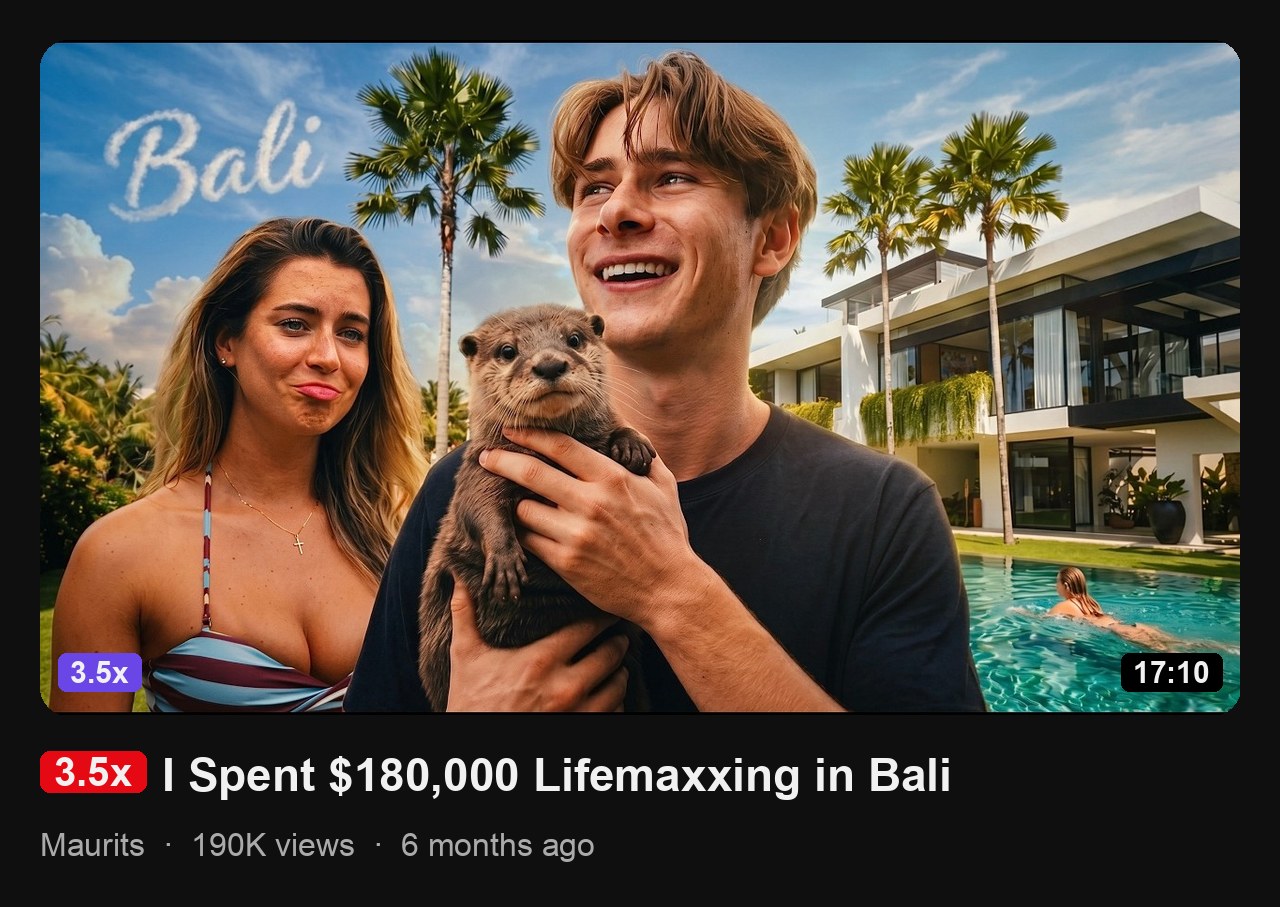 Bali
3.5x
17:10
3.5x I Spent $180,000 Lifemaxxing in Bali
Maurits · 190K views · 6 months ago